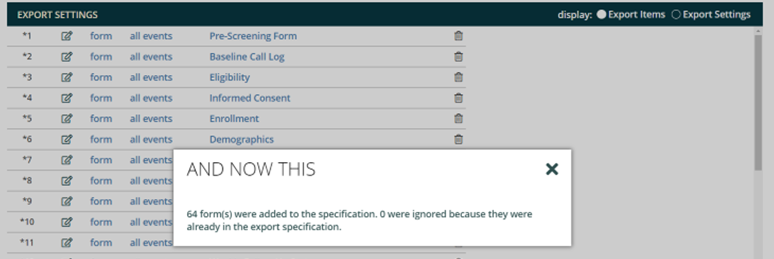 EXPORT SETTINGS display: Export Items Export Settings
*1 form all events Pre-Screening Form
*2 form all events Baseline Call Log
*3 form all events Eligibility
*4 form all events Informed Consent
*5 form all events Enrollment
*6 form all events Demographics
*7 form all events
*8 form all events
*9 form all events
*10 form all events
*11 form all events
AND NOW THIS
64 form(s) were added to the specification. 0 were ignored because they were
already in the export specification.